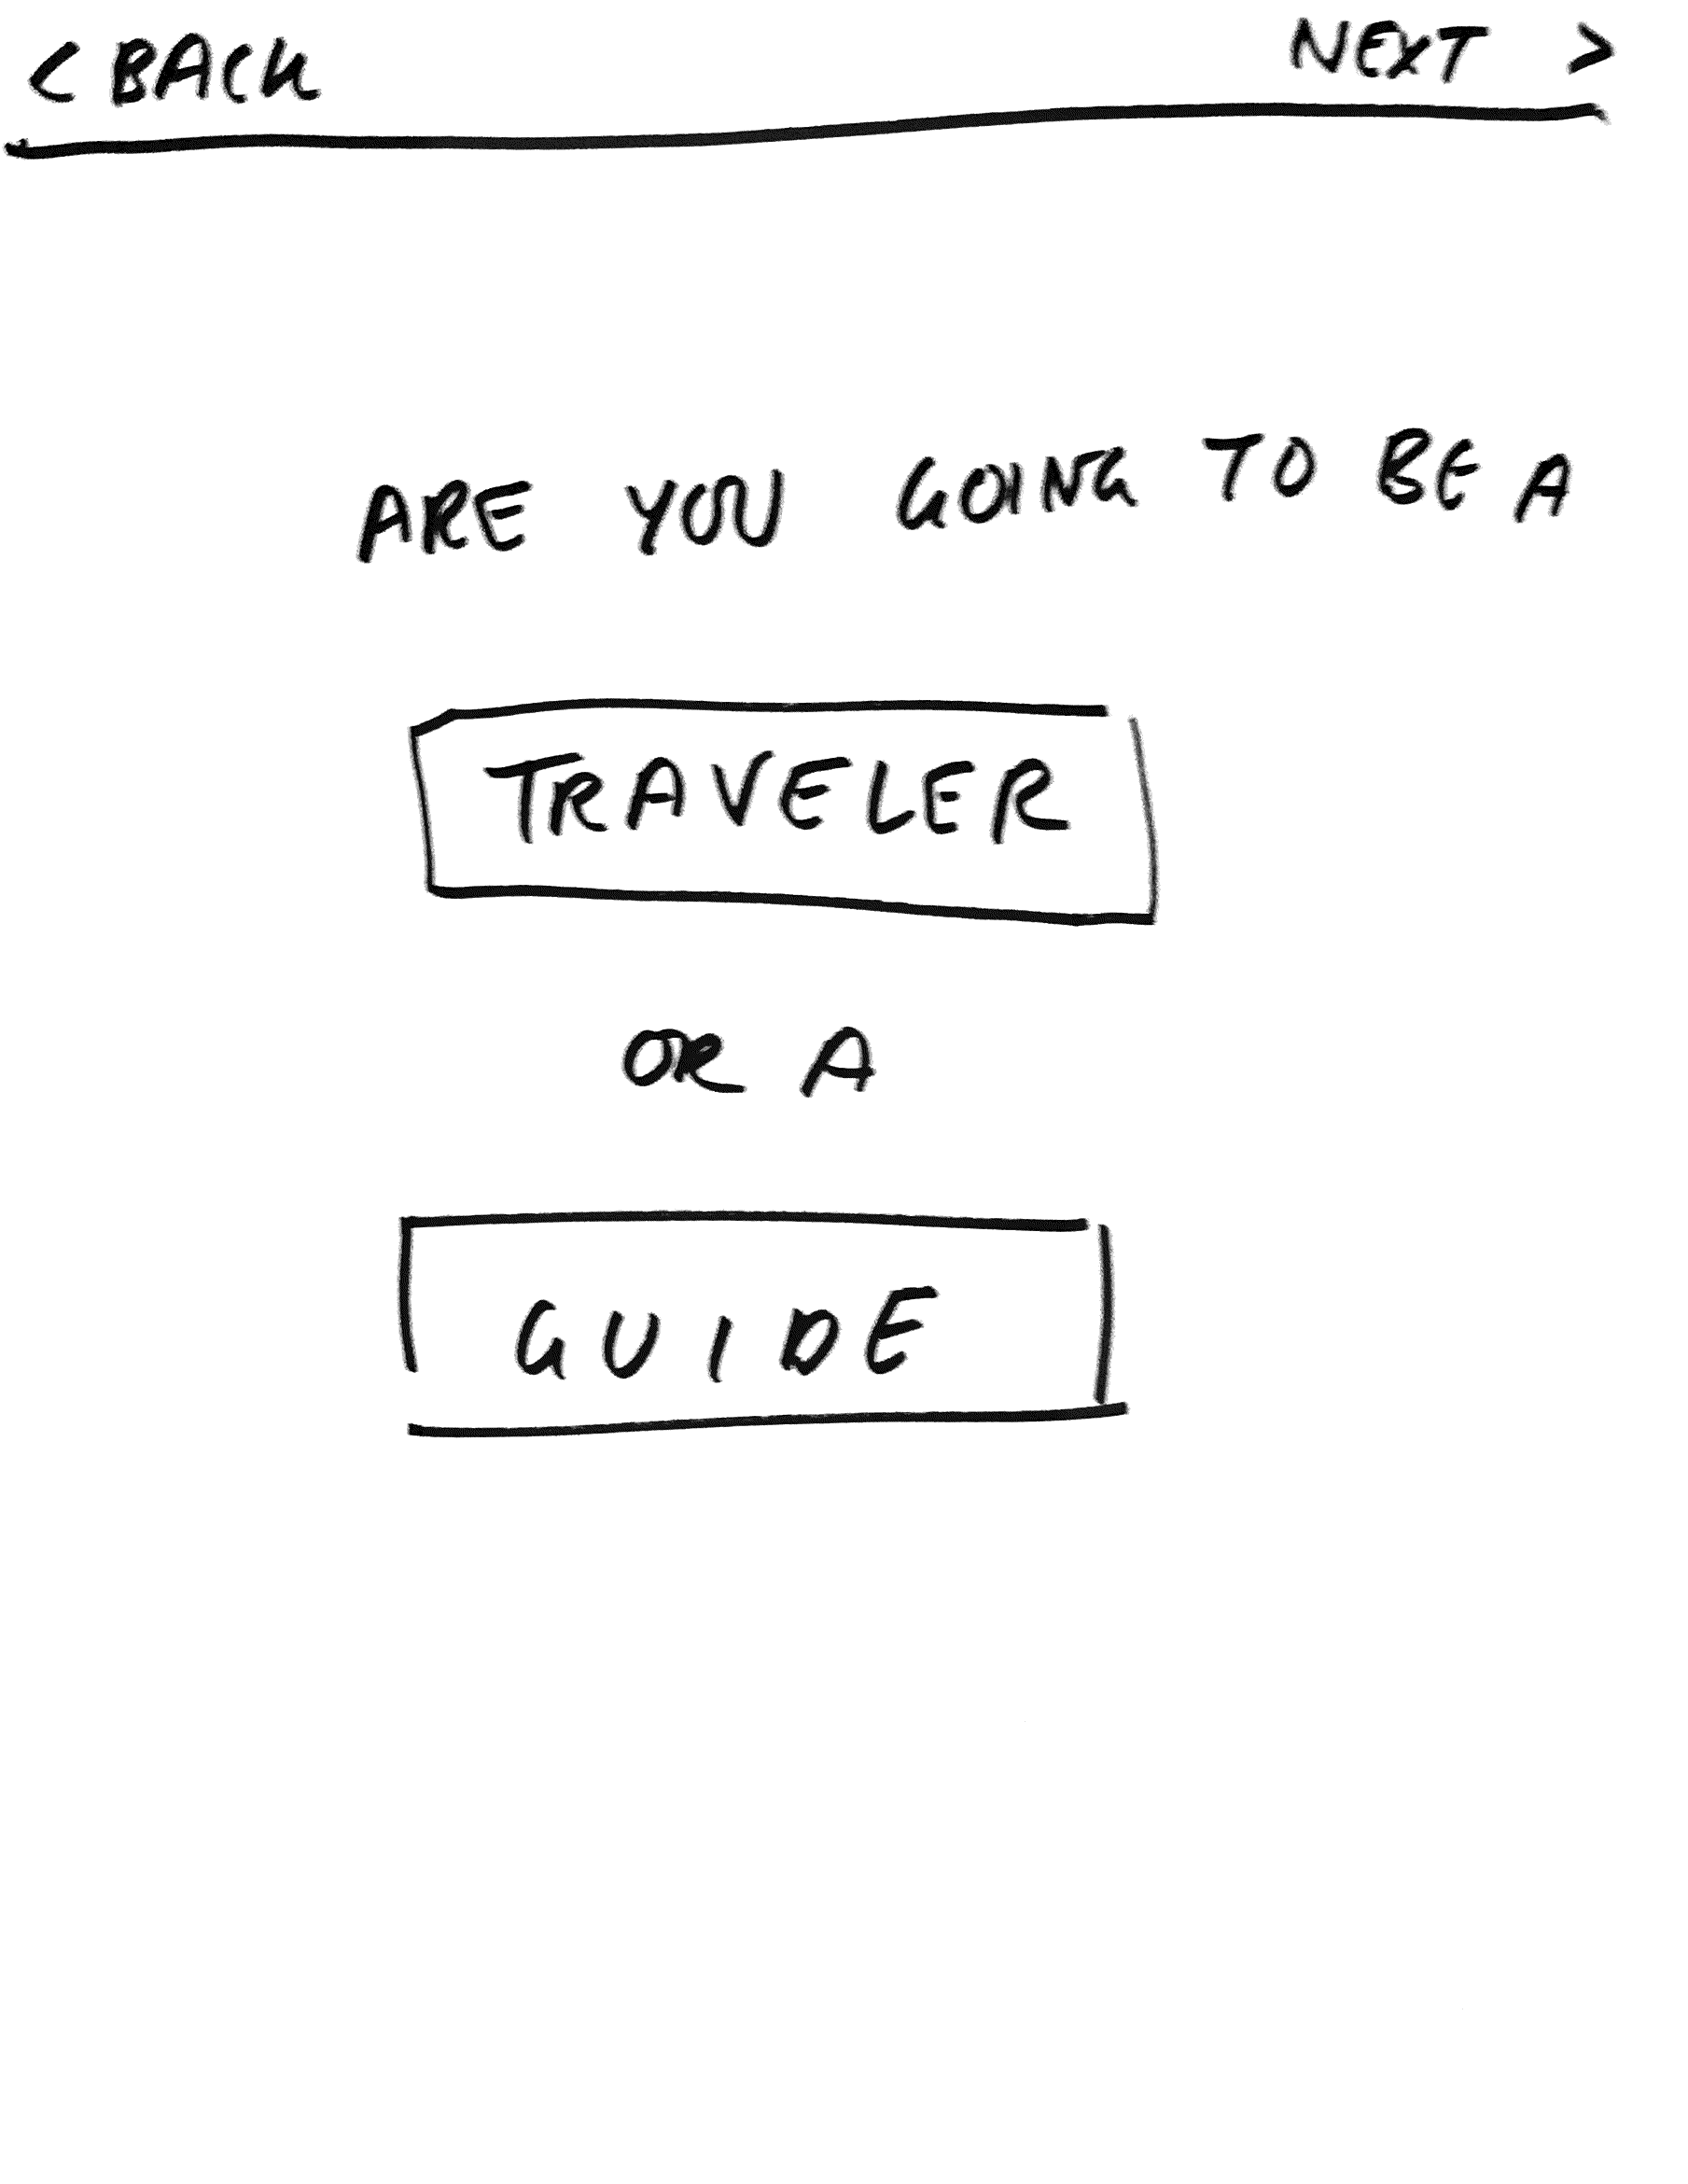 < BACK
NEXT >
ARE YOU GOING TO BE A
TRAVELER
OR A
GUIDE